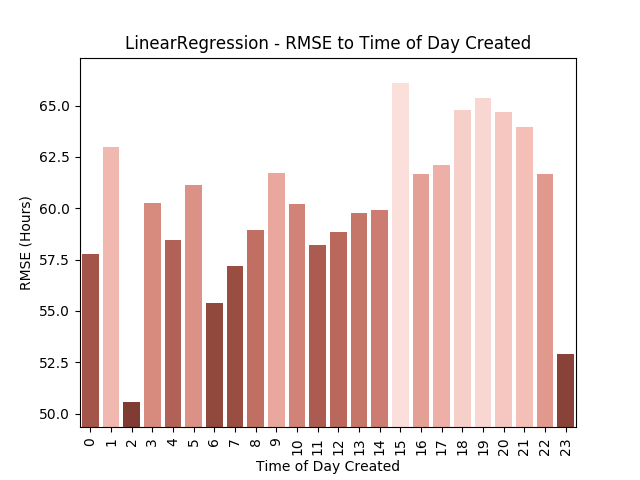 LinearRegression - RMSE to Time of Day Created
RMSE (Hours)
65.0
62.5
60.0
57.5
55.0
52.5
50.0
0 1 2 3 4 5 6 7 8 9 10 11 12 13 14 15 16 17 18 19 20 21 22 23
Time of Day Created